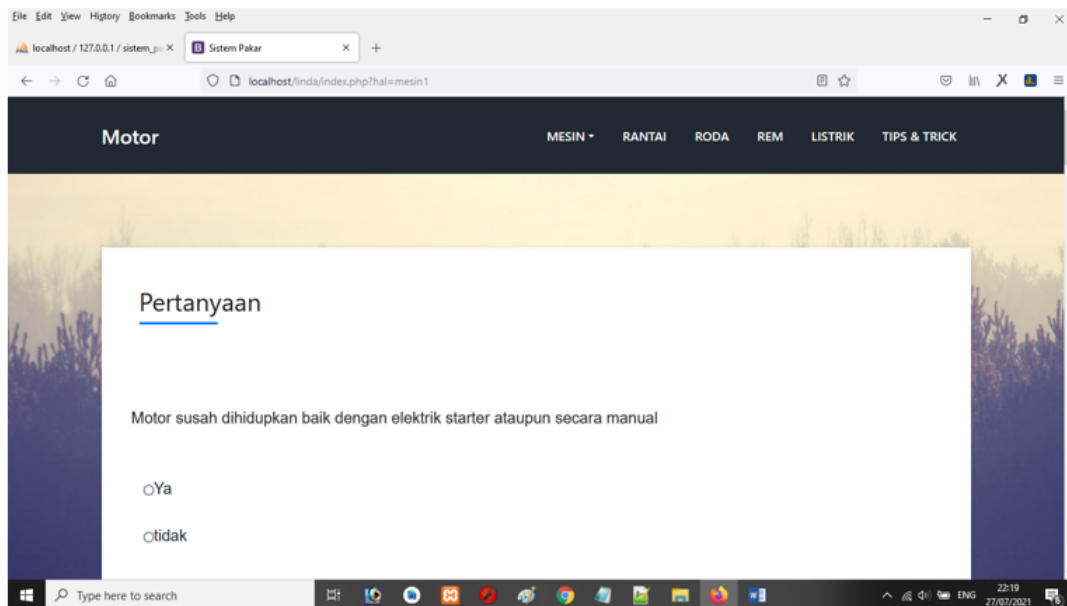 File Edit View History Bookmarks Tools Help
localhost / 127.0.0.1 / sistem_pa
Sistem Pakar
localhost/linda/index.php?hal=mesin1
Motor
MESIN RANTAI RODA REM LISTRIK TIPS & TRICK
Pertanyaan
Motor susah dihidupkan baik dengan elektrik starter ataupun secara manual
Ya
tidak
Type here to search
ENG
22:19
27/07/2021